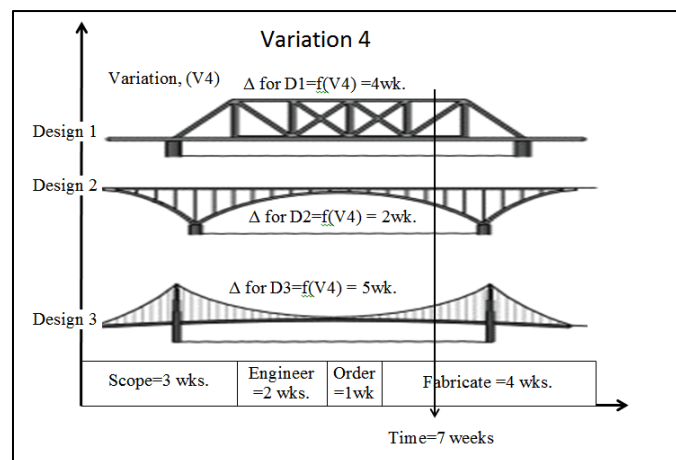 Variation 4
Variation, (V4)
Δ for D1=f(V4) =4wk.
Design 1
Design 2
Δ for D2=f(V4) = 2wk.
Δ for D3=f(V4) = 5wk.
Design 3
Scope=3 wks.
Engineer
=2 wks.
Order
=1wk
Fabricate =4 wks.
Time=7 weeks